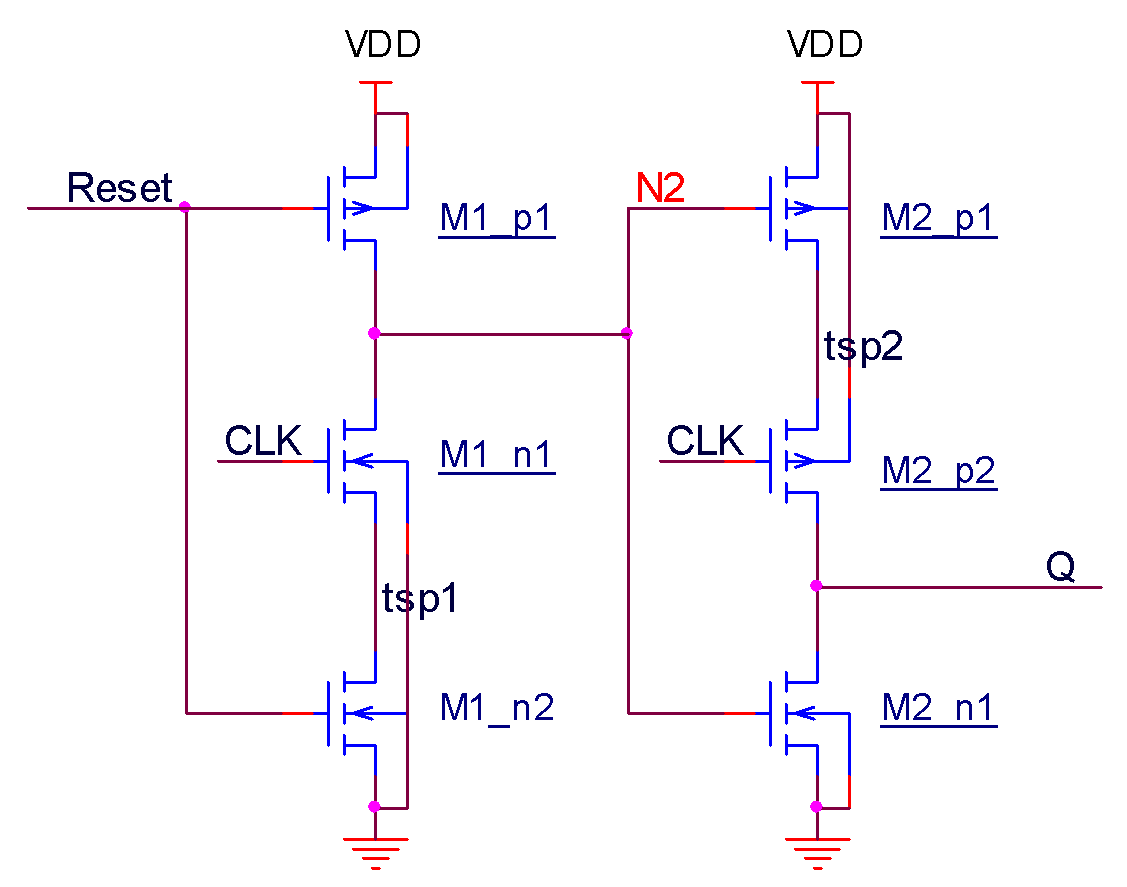 VDD
VDD
Reset
N2
M1_p1
M2_p1
tsp2
CLK
CLK
M1_n1
M2_p2
Q
tsp1
M1_n2
M2_n1